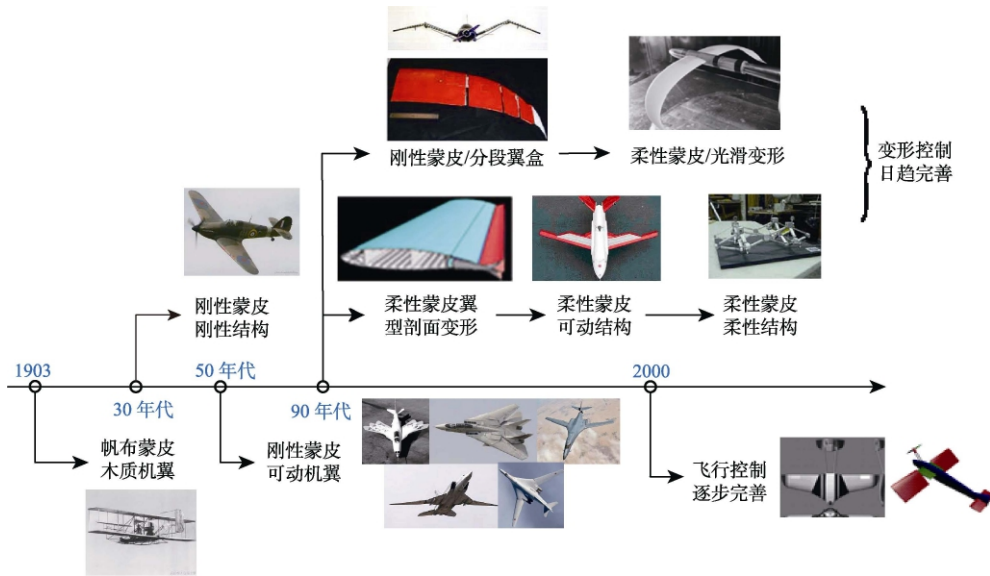 刚性蒙皮/分段翼盒
柔性蒙皮/光滑变形
变形控制
日趋完善
刚性蒙皮
刚性结构
柔性蒙皮翼
型剖面变形
柔性蒙皮
可动结构
柔性蒙皮
柔性结构
1903
50 年代
2000
30 年代
90 年代
帆布蒙皮
木质机翼
刚性蒙皮
可动机翼
飞行控制
逐步完善